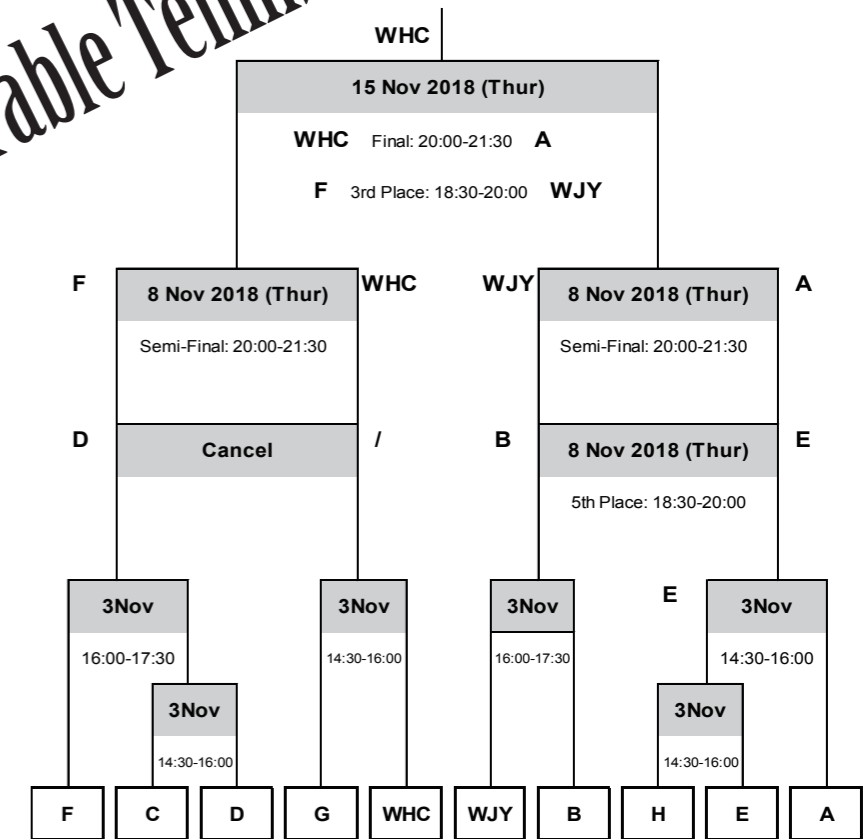 Table Tenni
WHC
15 Nov 2018 (Thur)
WHC Final: 20:00-21:30 A
F 3rd Place: 18:30-20:00 WJY
F 8 Nov 2018 (Thur) WHC WJY 8 Nov 2018 (Thur) A
Semi-Final: 20:00-21:30 Semi-Final: 20:00-21:30
D Cancel / B 8 Nov 2018 (Thur) E
5th Place: 18:30-20:00
3Nov 3Nov 3Nov E 3Nov
16:00-17:30 14:30-16:00 16:00-17:30 14:30-16:00
3Nov 3Nov
14:30-16:00 14:30-16:00
F C D G WHC WJY B H E A